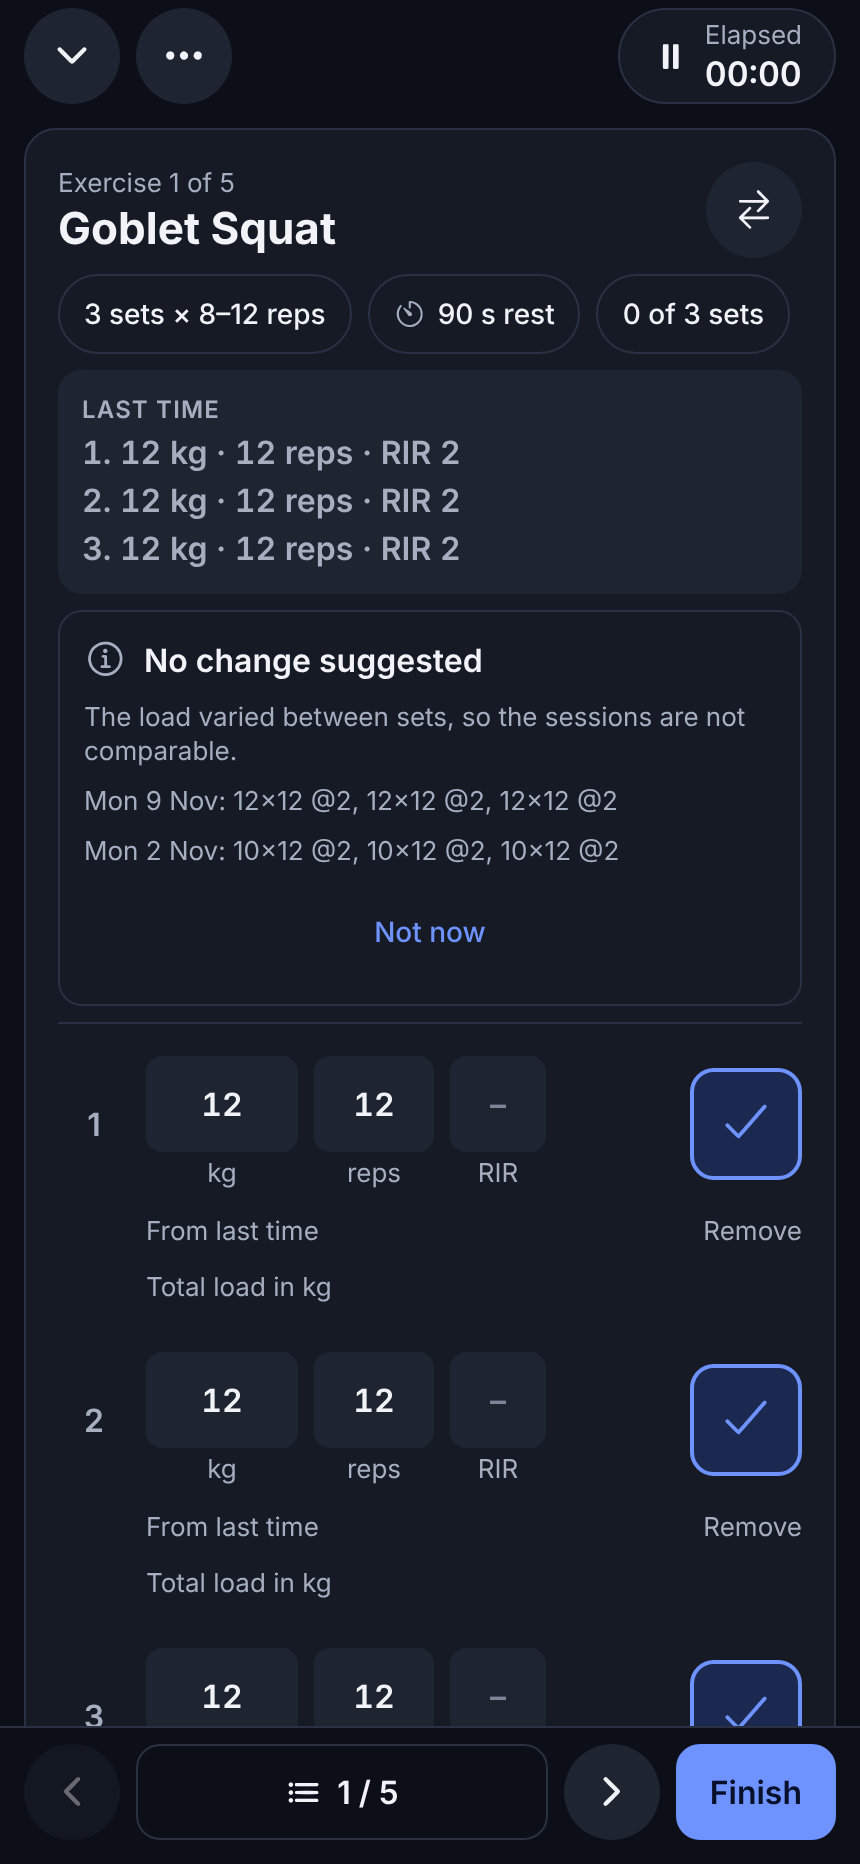 Elapsed
00:00
Exercise 1 of 5
Goblet Squat
3 sets × 8–12 reps
90 s rest
0 of 3 sets
LAST TIME
1. 12 kg · 12 reps · RIR 2
2. 12 kg · 12 reps · RIR 2
3. 12 kg · 12 reps · RIR 2
No change suggested
The load varied between sets, so the sessions are not
comparable.
Mon 9 Nov: 12×12 @2, 12×12 @2, 12×12 @2
Mon 2 Nov: 10×12 @2, 10×12 @2, 10×12 @2
Not now
1 12 12 –
kg reps RIR
From last time Remove
Total load in kg
2 12 12 –
kg reps RIR
From last time Remove
Total load in kg
3 12 12 –
1 / 5 Finish